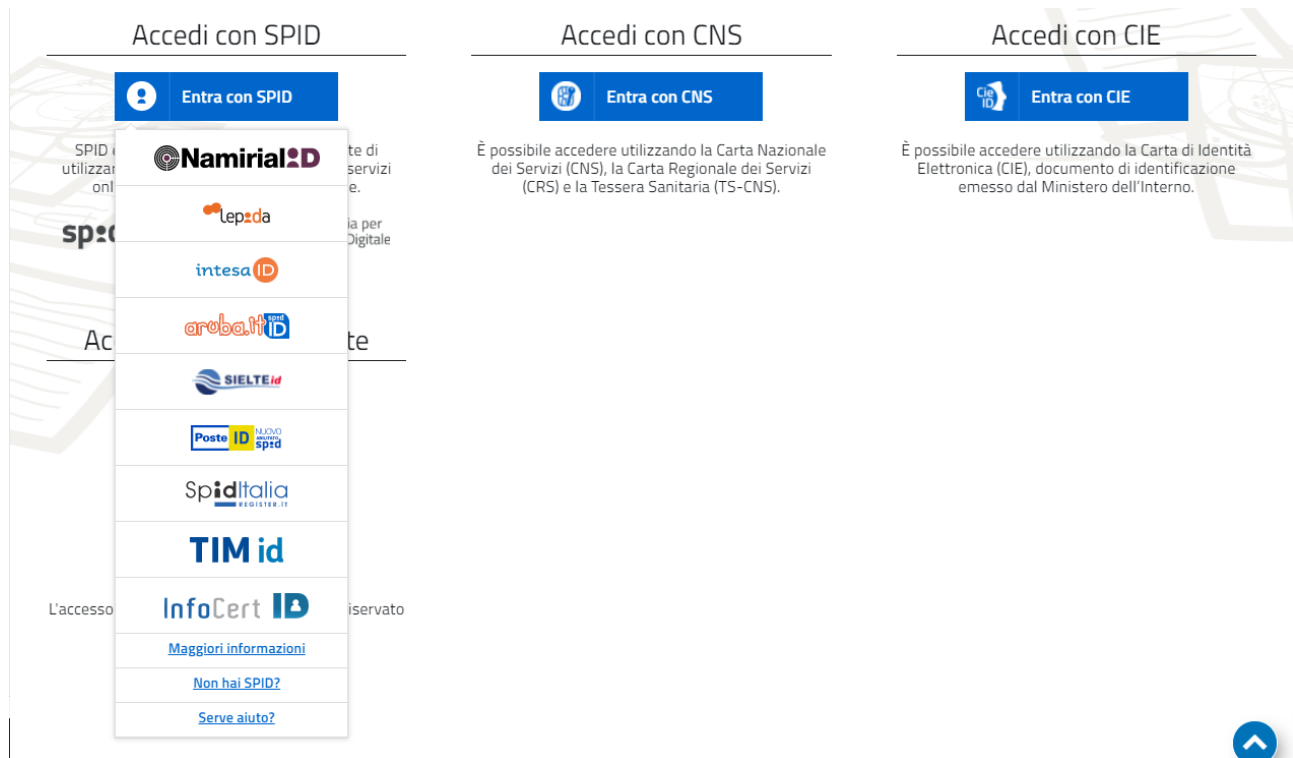 Accedi con SPID
Entra con SPID
SPID
te di
utilizzar
servizi
onl
e.
sp:d
ia per
Digitale
Ac
te
L'accesso
iservato
NamirialID
lepida
intesa ID
aruba.it spid ID
SIELTE id
Poste ID NUOVO
ABILITATO
spid
SpidItalia
REGISTER.IT
TIM id
InfoCert ID
Maggiori informazioni
Non hai SPID?
Serve aiuto?
Accedi con CNS
Entra con CNS
È possibile accedere utilizzando la Carta Nazionale
dei Servizi (CNS), la Carta Regionale dei Servizi
(CRS) e la Tessera Sanitaria (TS-CNS).
Accedi con CIE
Cie
ID
Entra con CIE
È possibile accedere utilizzando la Carta di Identità
Elettronica (CIE), documento di identificazione
emesso dal Ministero dell'Interno.